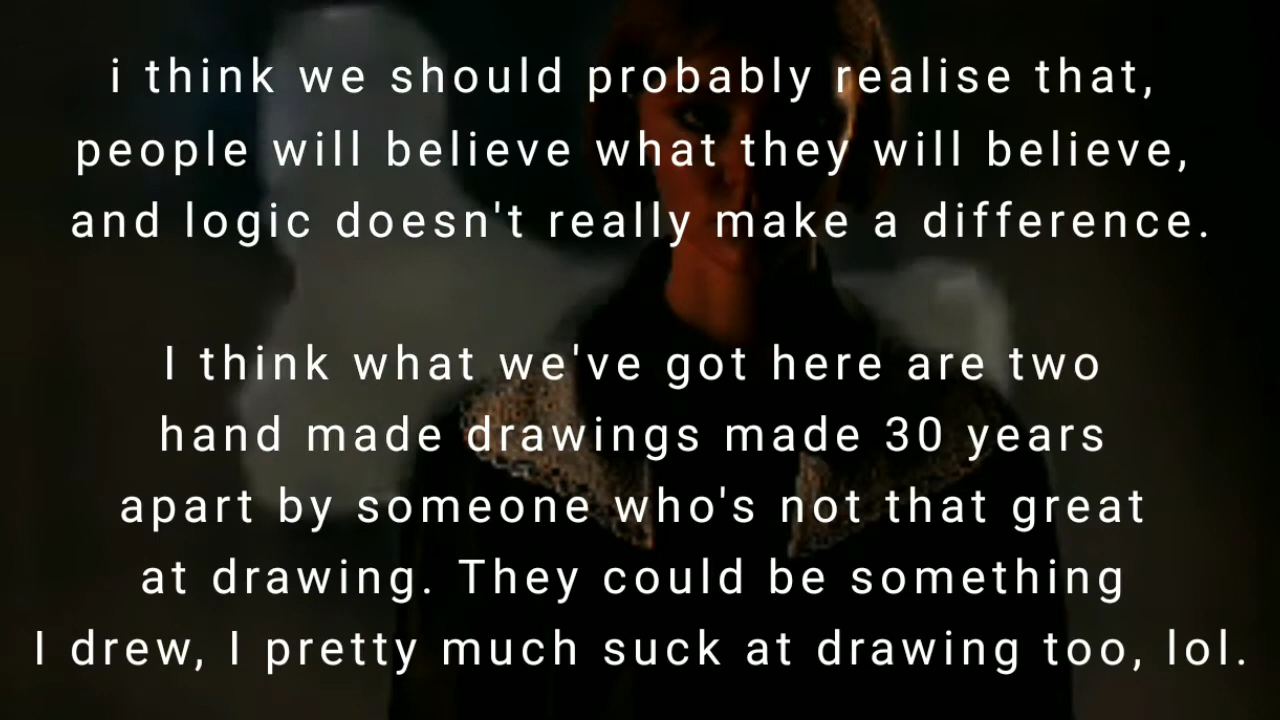 i think we should probably realise that,
people will believe what they will believe,
and logic doesn't really make a difference.
I think what we've got here are two
hand made drawings made 30 years
apart by someone who's not that great
at drawing. They could be something
I drew, I pretty much suck at drawing too, lol.